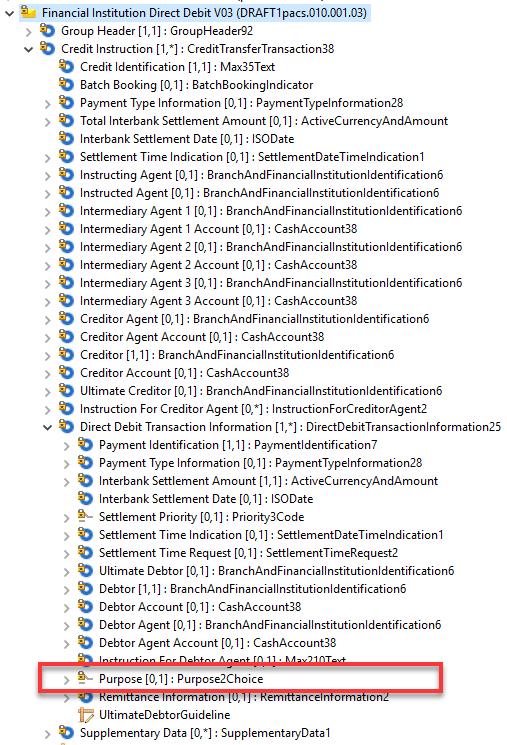 Financial Institution Direct Debit V03 (DRAFT1pacs.010.001.03)
Group Header [1,1] : GroupHeader92
Credit Instruction [1,*] : CreditTransferTransaction38
Credit Identification [1,1] : Max35Text
Batch Booking [0,1] : BatchBookingIndicator
Payment Type Information [0,1] : PaymentTypeInformation28
Total Interbank Settlement Amount [0,1] : ActiveCurrencyAndAmount
Interbank Settlement Date [0,1] : ISODate
Settlement Time Indication [0,1] : SettlementDateTimeIndication1
Instructing Agent [0,1] : BranchAndFinancialInstitutionIdentification6
Instructed Agent [0,1] : BranchAndFinancialInstitutionIdentification6
Intermediary Agent 1 [0,1] : BranchAndFinancialInstitutionIdentification6
Intermediary Agent 1 Account [0,1] : CashAccount38
Intermediary Agent 2 [0,1] : BranchAndFinancialInstitutionIdentification6
Intermediary Agent 2 Account [0,1] : CashAccount38
Intermediary Agent 3 [0,1] : BranchAndFinancialInstitutionIdentification6
Intermediary Agent 3 Account [0,1] : CashAccount38
Creditor Agent [0,1] : BranchAndFinancialInstitutionIdentification6
Creditor Agent Account [0,1] : CashAccount38
Creditor [1,1] : BranchAndFinancialInstitutionIdentification6
Creditor Account [0,1] : CashAccount38
Ultimate Creditor [0,1] : BranchAndFinancialInstitutionIdentification6
Instruction For Creditor Agent [0,*] : InstructionForCreditorAgent2
Direct Debit Transaction Information [1,*] : DirectDebitTransactionInformation25
Payment Identification [1,1] : PaymentIdentification7
Payment Type Information [0,1] : PaymentTypeInformation28
Interbank Settlement Amount [1,1] : ActiveCurrencyAndAmount
Interbank Settlement Date [0,1] : ISODate
Settlement Priority [0,1] : Priority3Code
Settlement Time Indication [0,1] : SettlementDateTimeIndication1
Settlement Time Request [0,1] : SettlementTimeRequest2
Ultimate Debtor [0,1] : BranchAndFinancialInstitutionIdentification6
Debtor [1,1] : BranchAndFinancialInstitutionIdentification6
Debtor Account [0,1] : CashAccount38
Debtor Agent [0,1] : BranchAndFinancialInstitutionIdentification6
Debtor Agent Account [0,1] : CashAccount38
Instruction For Debtor Agent [0,1] : Max210Text
Purpose [0,1] : Purpose2Choice
Remittance Information [0,1] : RemittanceInformation2
UltimateDebtorGuideline
Supplementary Data [0,*] : SupplementaryData1